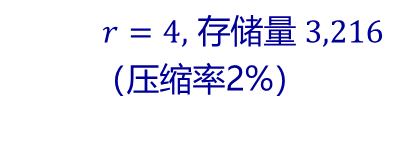 r = 4, 存储量 3,216
（压缩率2%）